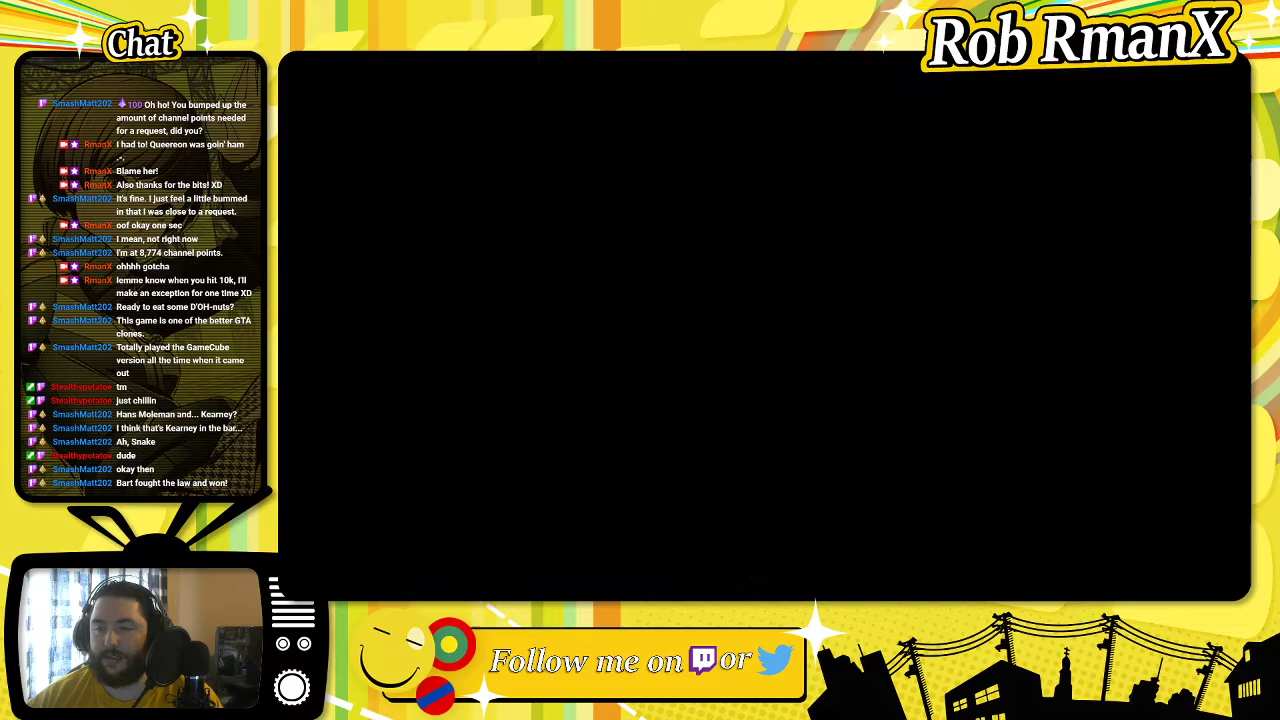 Chat
Rob RmanX
SmashMatt202 100 Oh ho! You bumped up the
amount of channel points needed
for a request, did you?
RmanX I had to! Queereon was goin' ham
-.-
RmanX Blame her!
RmanX Also thanks for the bits! XD
SmashMatt202 It's fine. I just feel a little bummed
in that I was close to a request.
RmanX oof okay one sec
SmashMatt202 I mean, not right now
SmashMatt202 I'm at 8,774 channel points.
RmanX ohhhh gotcha
RmanX lemme know when you hit 10k, I'll
make an exception for one time XD
SmashMatt202 Ready to eat some D'OH-nuts?
SmashMatt202 This game is one of the better GTA
clones.
SmashMatt202 Totally played the GameCube
version all the time when it came
out
Stealthypotatoe tm
Stealthypotatoe just chillin
SmashMatt202 Hans Moleman and... Kearney?
SmashMatt202 I think that's Kearney in the bar...
SmashMatt202 Ah, Snake
Stealthypotatoe dude
SmashMatt202 okay then
SmashMatt202 Bart fought the law and won!
Follow me on or